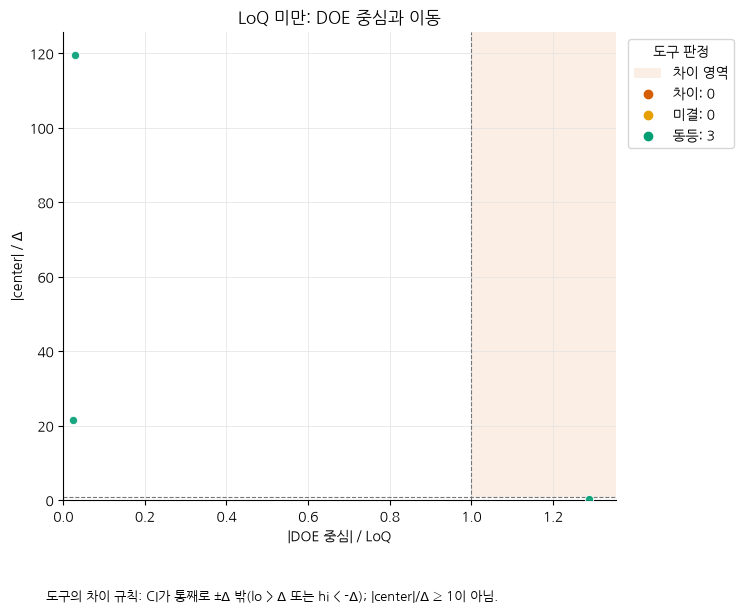 LoQ 미만: DOE 중심과 이동
120
100
80
60
40
20
0
|center| / Δ
0.0 0.2 0.4 0.6 0.8 1.0 1.2
|DOE 중심| / LoQ
도구 판정
차이 영역
차이: 0
미결: 0
동등: 3
도구의 차이 규칙: CI가 통째로 ±Δ 밖(lo > Δ 또는 hi < -Δ); |center|/Δ ≥ 1이 아님.